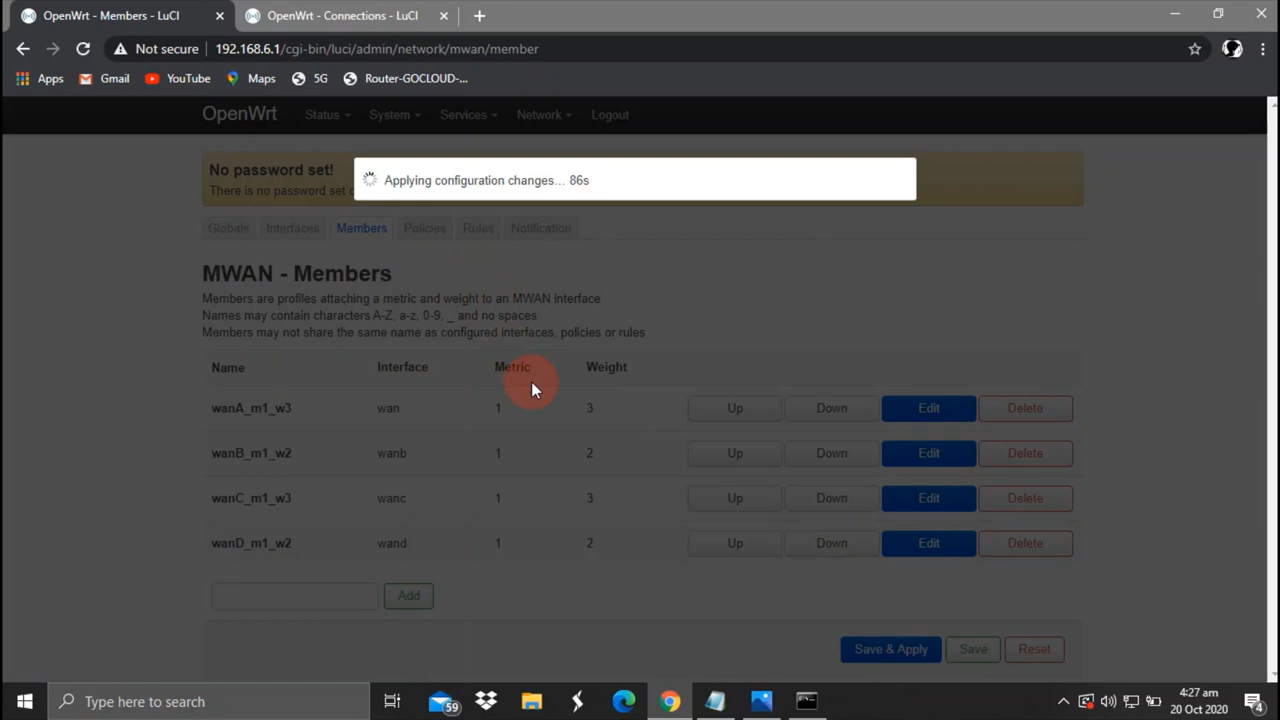 OpenWrt - Members - LuCI
OpenWrt - Connections - LuCI
Not secure 192.168.6.1/cgi-bin/luci/admin/network/mwan/member
Apps Gmail YouTube Maps 5G Router-GOCLOUD-...
OpenWrt Status System Services Network Logout
No password set!
There is no password set
Applying configuration changes... 86s
Globals Interfaces Members Policies Rules Notification
MWAN - Members
Members are profiles attaching a metric and weight to an MWAN interface
Names may contain characters A-Z, a-z, 0-9, _ and no spaces
Members may not share the same name as configured interfaces, policies or rules
Name Interface Metric Weight
wanA_m1_w3 wan 1 3 Up Down Edit Delete
wanB_m1_w2 wanb 1 2 Up Down Edit Delete
wanC_m1_w3 wanc 1 3 Up Down Edit Delete
wanD_m1_w2 wand 1 2 Up Down Edit Delete
Add
Save & Apply Save Reset
Type here to search
59
4:27 am
20 Oct 2020
4